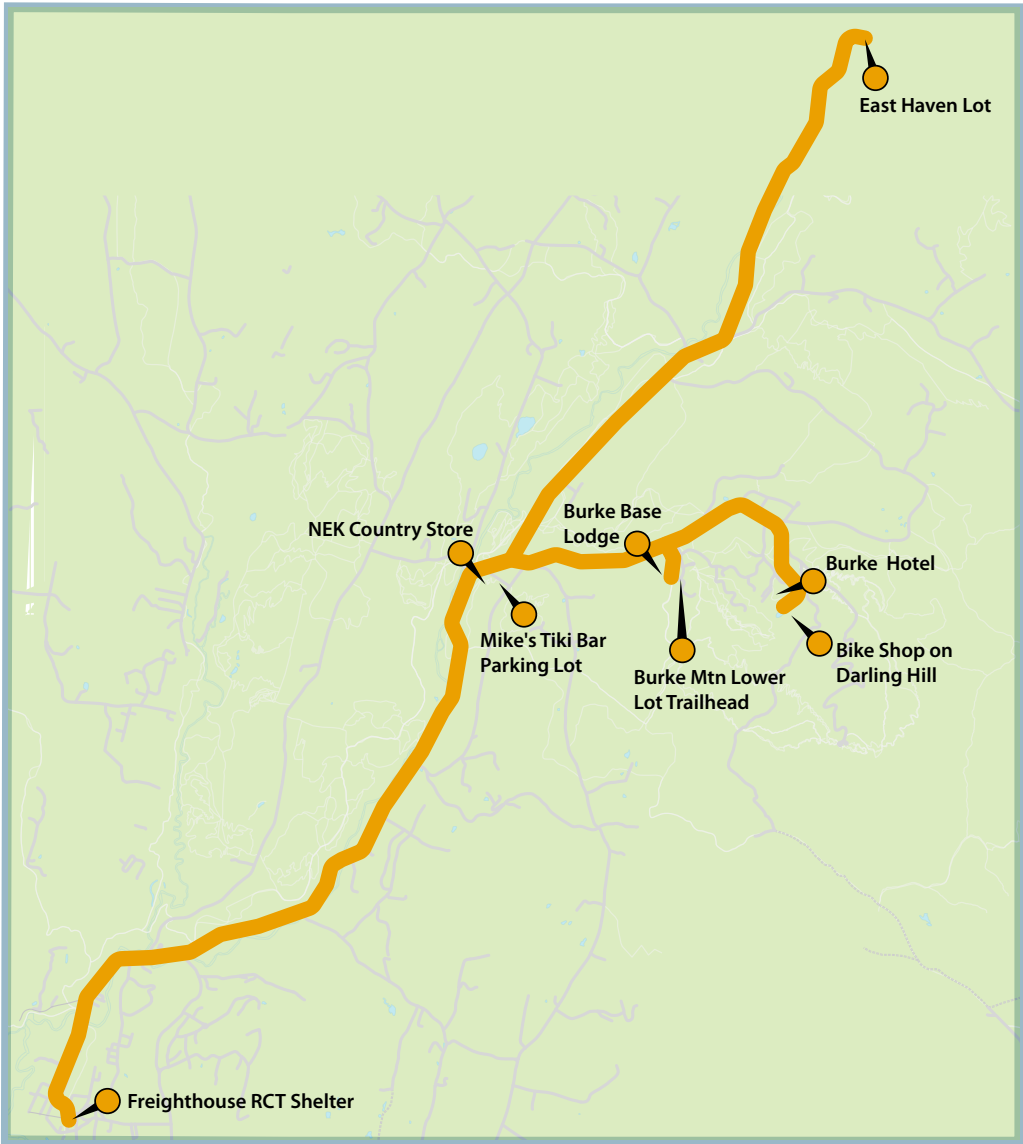 East Haven Lot
Burke Base
Lodge
NEK Country Store
Burke  Hotel
Mike's Tiki Bar
Parking Lot
Bike Shop on
Darling Hill
Burke Mtn Lower
Lot Trailhead
Freighthouse RCT Shelter